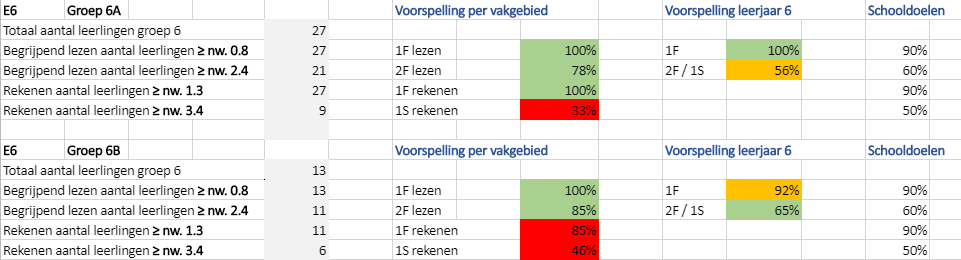 E6 Groep 6A Voorspelling per vakgebied Voorspelling leerjaar 6 Schooldoelen
Totaal aantal leerlingen groep 6 27
Begrijpend lezen aantal leerlingen ≥ nw. 0.8 27 1F lezen 100% 1F 100% 90%
Begrijpend lezen aantal leerlingen ≥ nw. 2.4 21 2F lezen 78% 2F / 1S 56% 60%
Rekenen aantal leerlingen ≥ nw. 1.3 27 1F rekenen 100% 90%
Rekenen aantal leerlingen ≥ nw. 3.4 9 1S rekenen 33% 50%
E6 Groep 6B Voorspelling per vakgebied Voorspelling leerjaar 6 Schooldoelen
Totaal aantal leerlingen groep 6 13
Begrijpend lezen aantal leerlingen ≥ nw. 0.8 13 1F lezen 100% 1F 92% 90%
Begrijpend lezen aantal leerlingen ≥ nw. 2.4 11 2F lezen 85% 2F / 1S 65% 60%
Rekenen aantal leerlingen ≥ nw. 1.3 11 1F rekenen 85% 90%
Rekenen aantal leerlingen ≥ nw. 3.4 6 1S rekenen 46% 50%